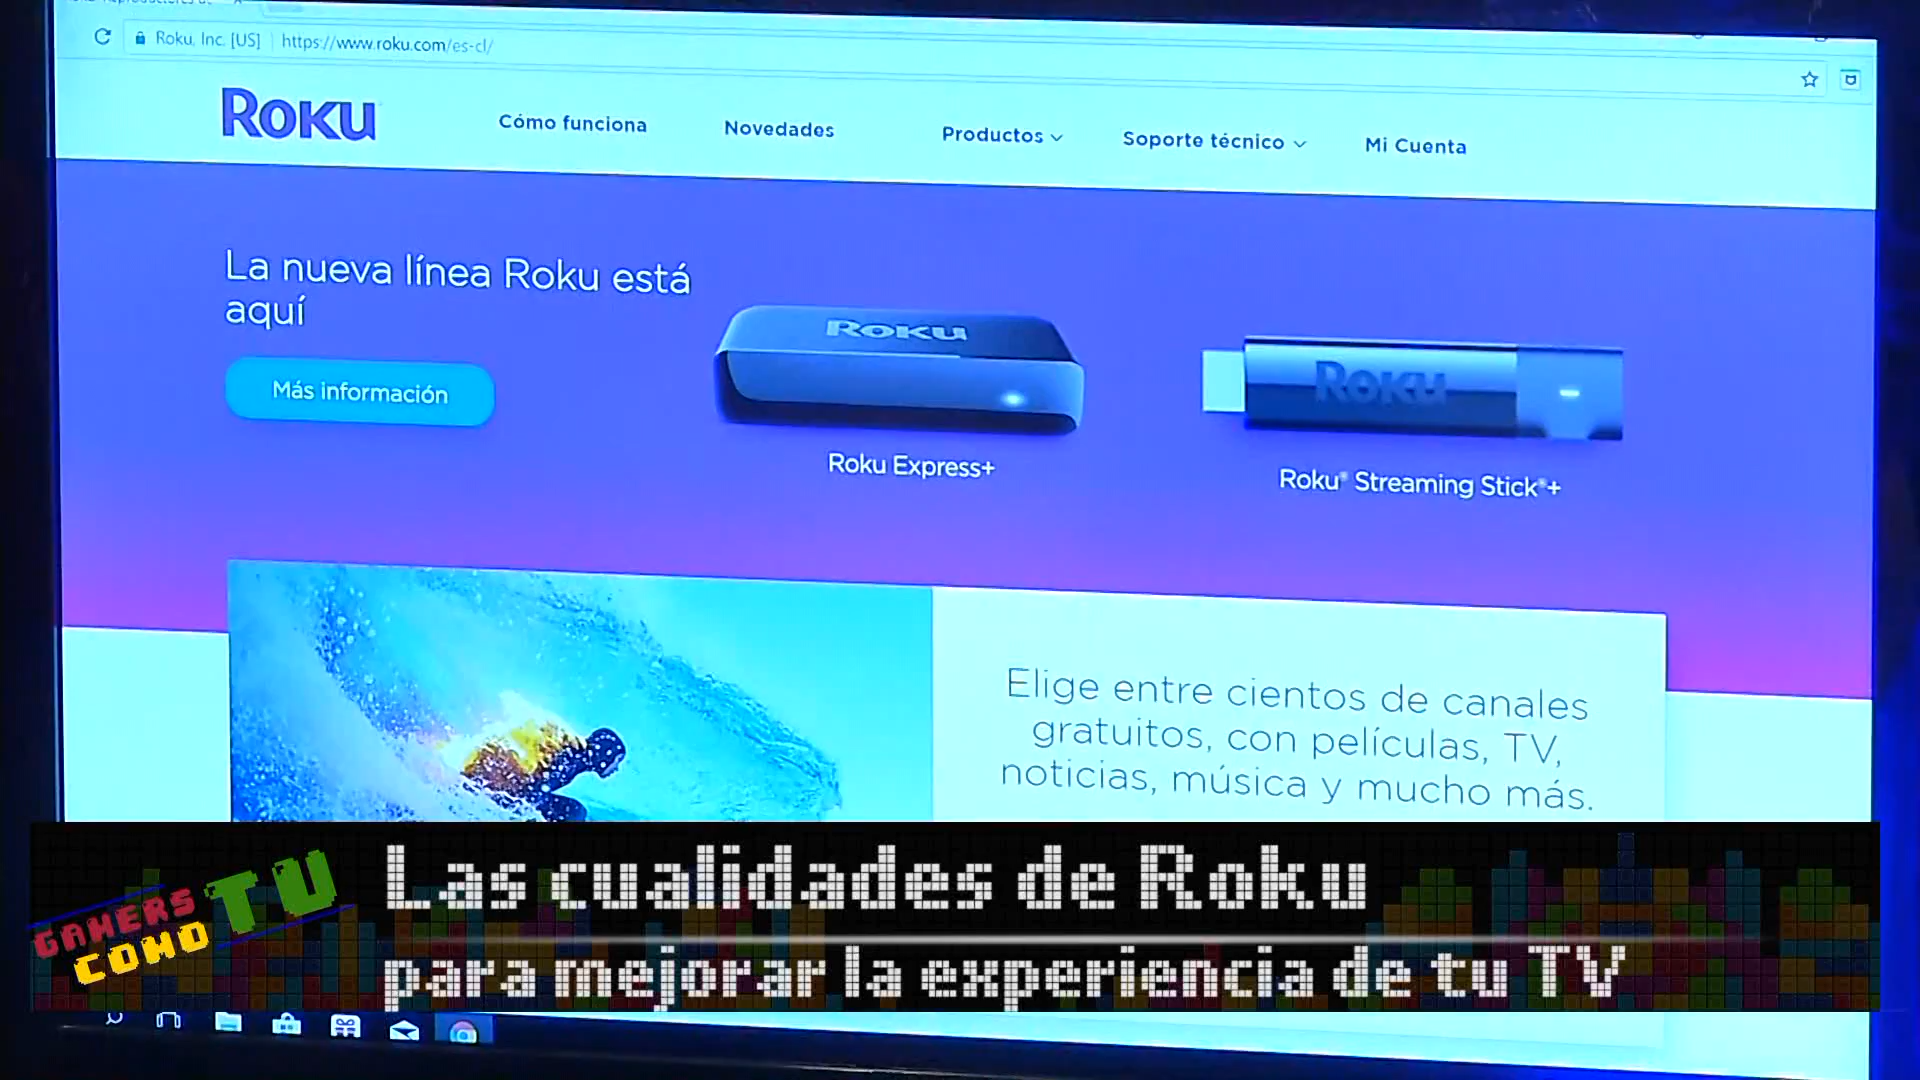 Roku, Inc. [US] https://www.roku.com/es-cl/
Roku
Cómo funciona Novedades Productos Soporte técnico Mi Cuenta
La nueva línea Roku está
aquí
Más información
Roku
Roku
Roku Express+
Roku® Streaming Stick®+
Elige entre cientos de canales
gratuitos, con películas, TV,
noticias, música y mucho más.
GAMERS
COMO TU
Las cualidades de Roku
para mejorar la experiencia de tu TV